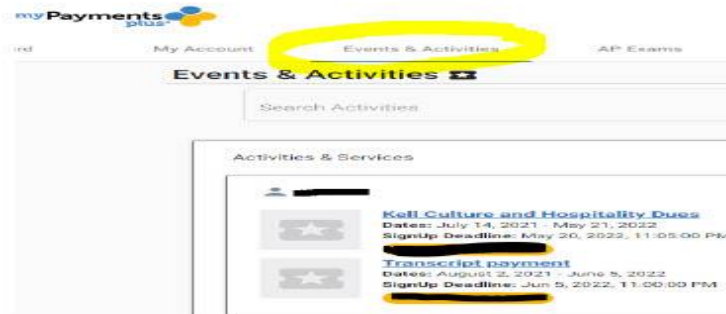 myPayments
plus
My Account Events & Activities AP Exams
Events & Activities
Search Activities
Activities & Services
Kell Culture and Hospitality Dues
Dates: July 14, 2021 - May 21, 2022
SignUp Deadline: May 20, 2022, 11:05:00 PM
Transcript payment
Dates: August 2, 2021 - June 5, 2022
SignUp Deadline: Jun 5, 2022, 11:00:00 PM